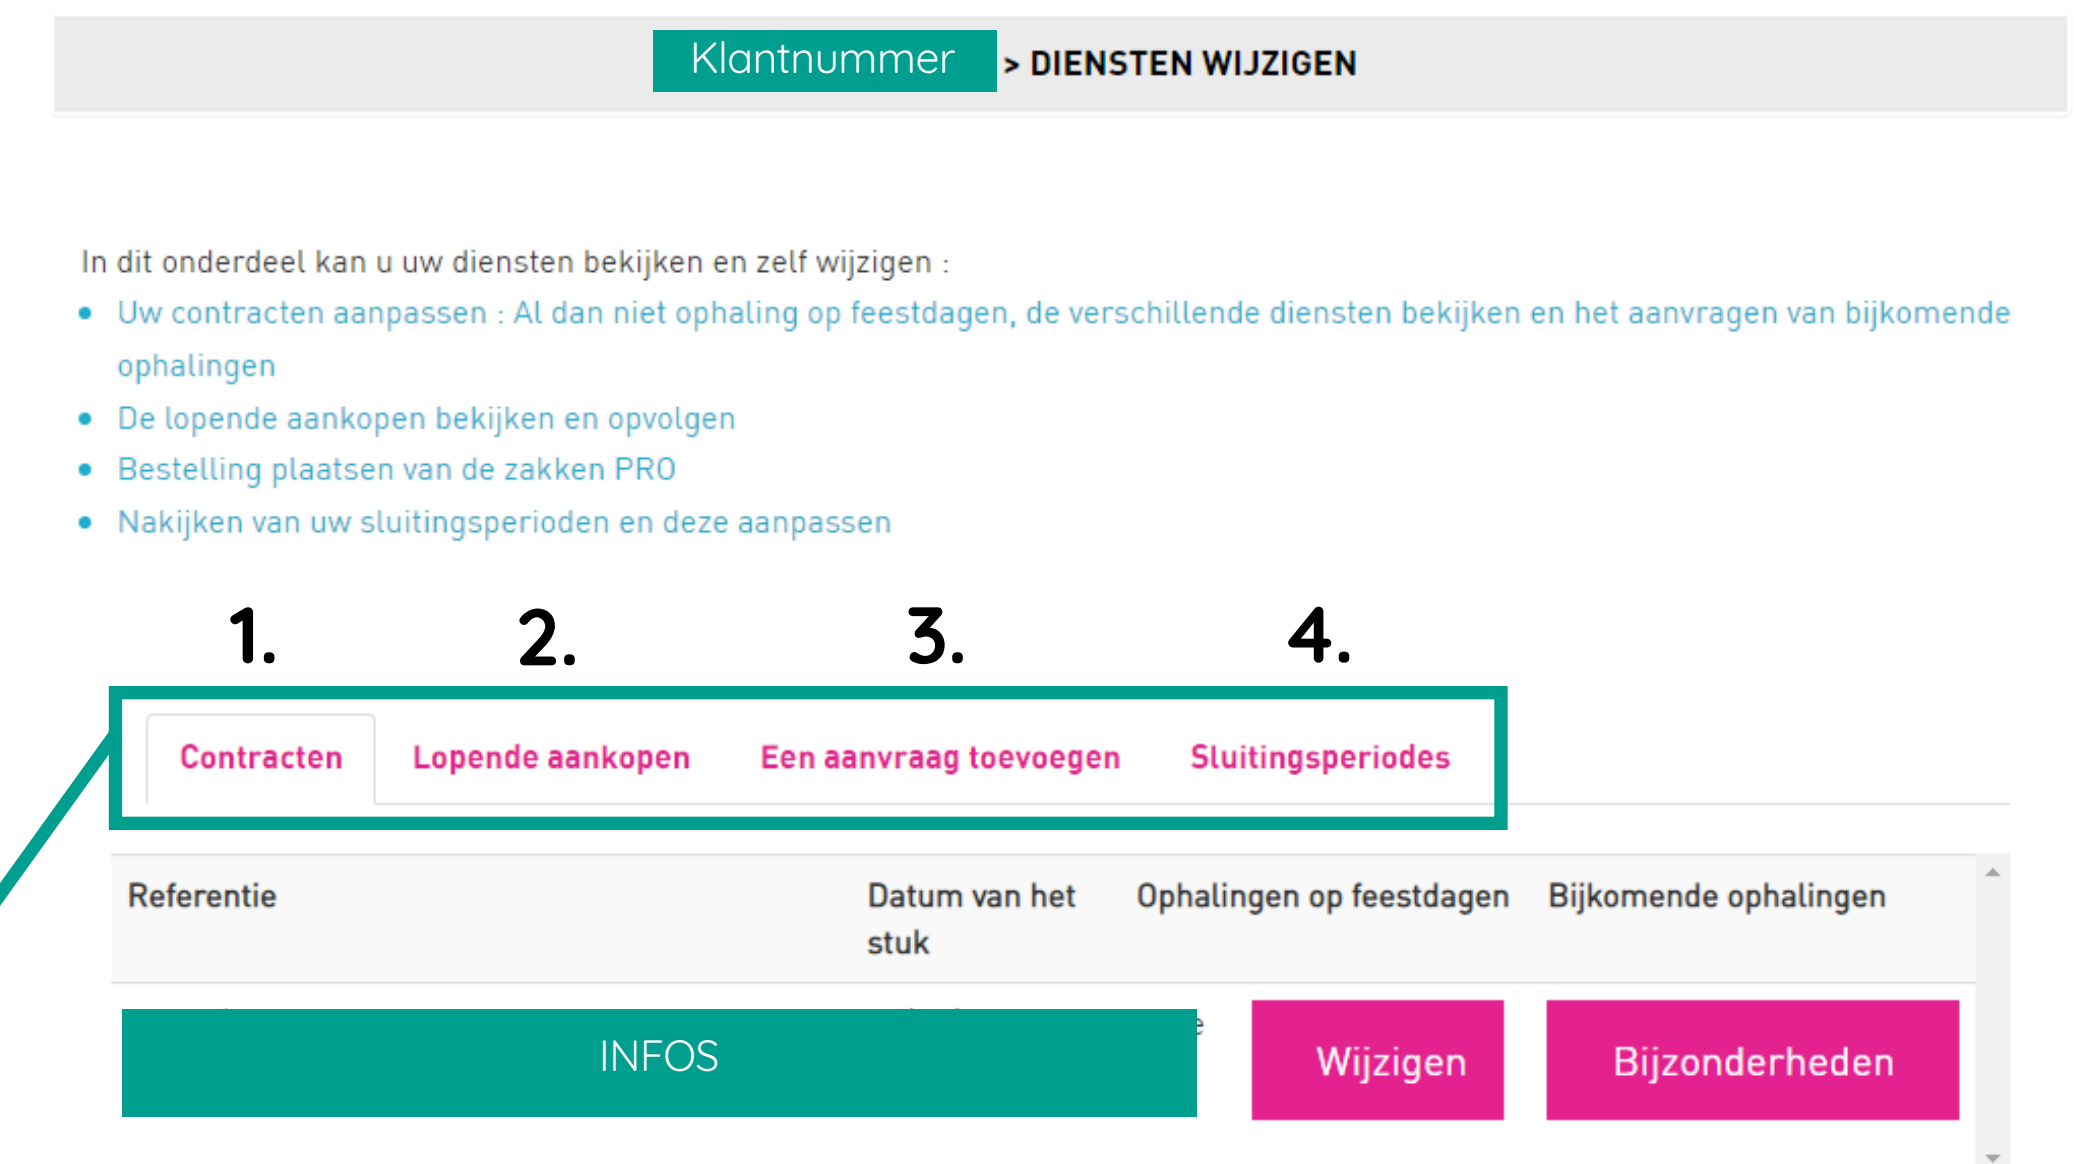 Klantnummer > DIENSTEN WIJZIGEN
In dit onderdeel kan u uw diensten bekijken en zelf wijzigen :
• Uw contracten aanpassen : Al dan niet ophaling op feestdagen, de verschillende diensten bekijken en het aanvragen van bijkomende
ophalingen
• De lopende aankopen bekijken en opvolgen
• Bestelling plaatsen van de zakken PRO
• Nakijken van uw sluitingsperioden en deze aanpassen
1. 2. 3. 4.
Contracten Lopende aankopen Een aanvraag toevoegen Sluitingsperiodes
Referentie Datum van het Ophalingen op feestdagen Bijkomende ophalingen
stuk
INFOS Wijzigen Bijzonderheden